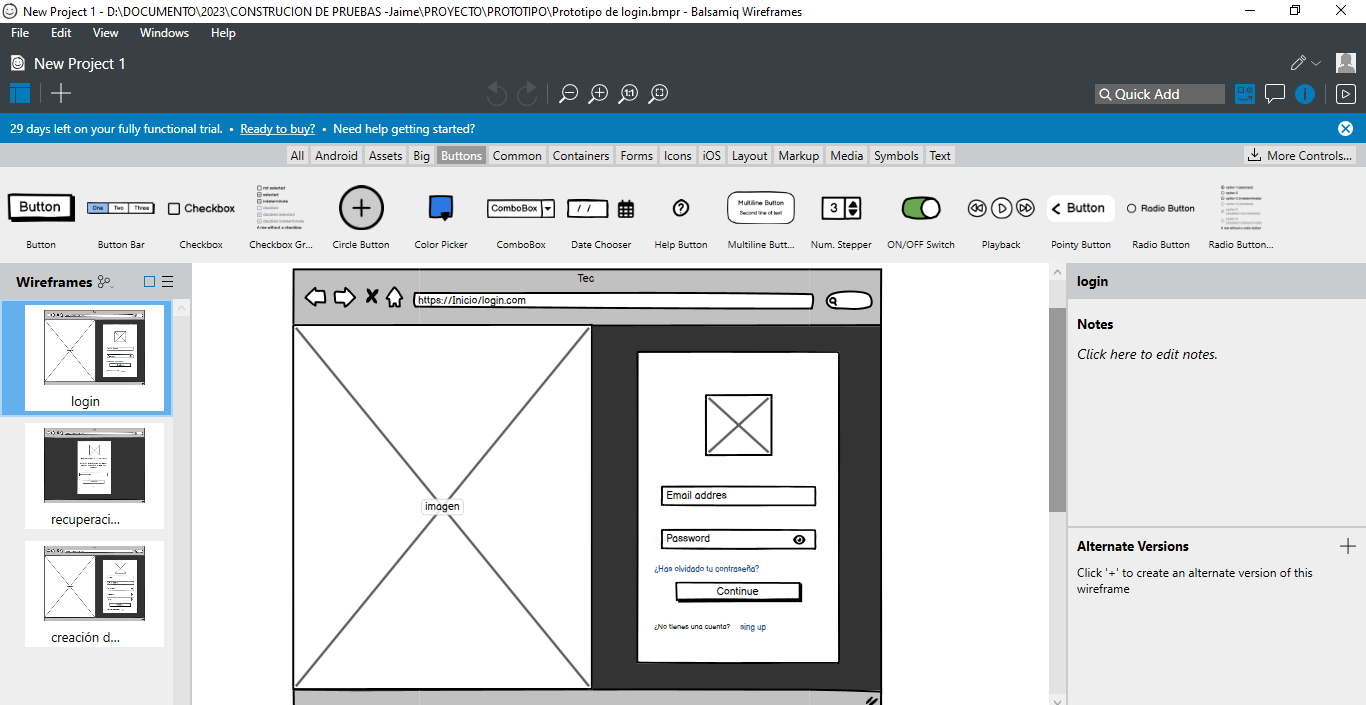 New Project 1 - D:\DOCUMENTO\2023\CONSTRUCION DE PRUEBAS -Jaime\PROYECTO\PROTOTIPO\Prototipo de login.bmpr - Balsamiq Wireframes
File Edit View Windows Help
New Project 1
1:1
Quick Add
29 days left on your fully functional trial. • Ready to buy? • Need help getting started?
All Android Assets Big Buttons Common Containers Forms Icons iOS Layout Markup Media Symbols Text More Controls...
Button One Two Three Checkbox ComboBox / / Multiline Button Second line of text 3 Button Radio Button
Button Button Bar Checkbox Checkbox Gr... Circle Button Color Picker ComboBox Date Chooser Help Button Multiline Butt... Num. Stepper ON/OFF Switch Playback Pointy Button Radio Button Radio Button...
Wireframes
login
recuperaci...
creación d...
Tec
https://Inicio/login.com
imagen
Email addres
Password
¿Has olvidado tu contraseña?
Continue
¿No tienes una cuenta? sing up
login
Notes
Click here to edit notes.
Alternate Versions
Click '+' to create an alternate version of this
wireframe